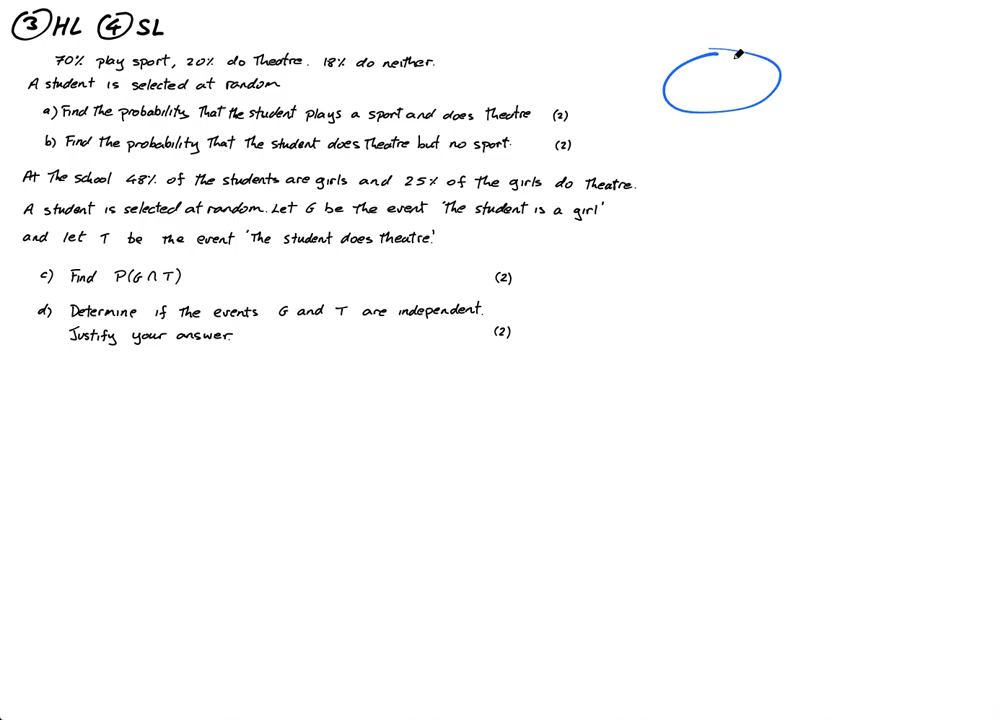 ③ HL ④ SL
70% play sport, 20% do Theatre. 18% do neither.
A student is selected at random
a) Find the probability that the student plays a sport and does theatre (2)
b) Find the probability that the student does Theatre but no sport. (2)
At the school 48% of the students are girls and 25% of the girls do Theatre.
A student is selected at random. Let G be the event 'the student is a girl'
and let T be the event 'the student does theatre.'
c) Find P(G ∩ T) (2)
d) Determine if the events G and T are independent.
Justify your answer. (2)